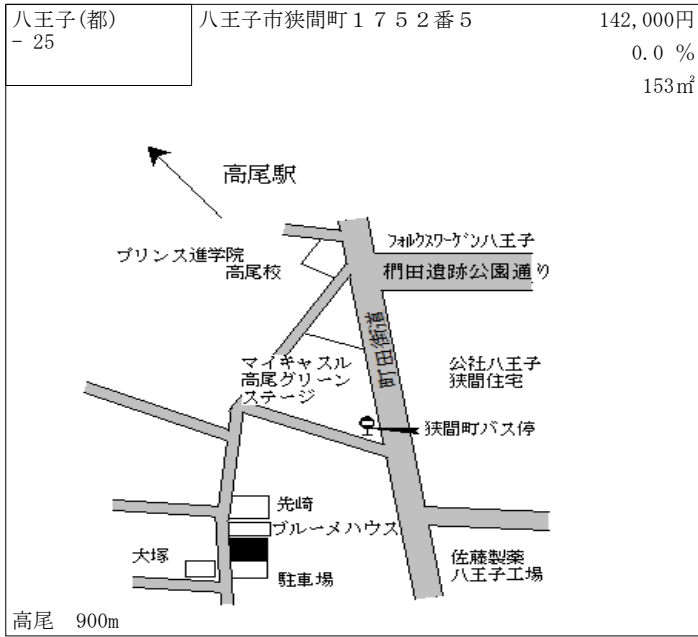 八王子(都)
- 25
八王子市狭間町１７５２番５
142,000円
0.0 %
153㎡
高尾駅
プリンス進学院
高尾校
フォルクスワーゲン八王子
椚田遺跡公園通り
町田街道
マイキャスル
高尾グリーン
ステージ
公社八王子
狭間住宅
狭間町バス停
先崎
ブルーメハウス
大塚
駐車場
佐藤製薬
八王子工場
高尾　900m